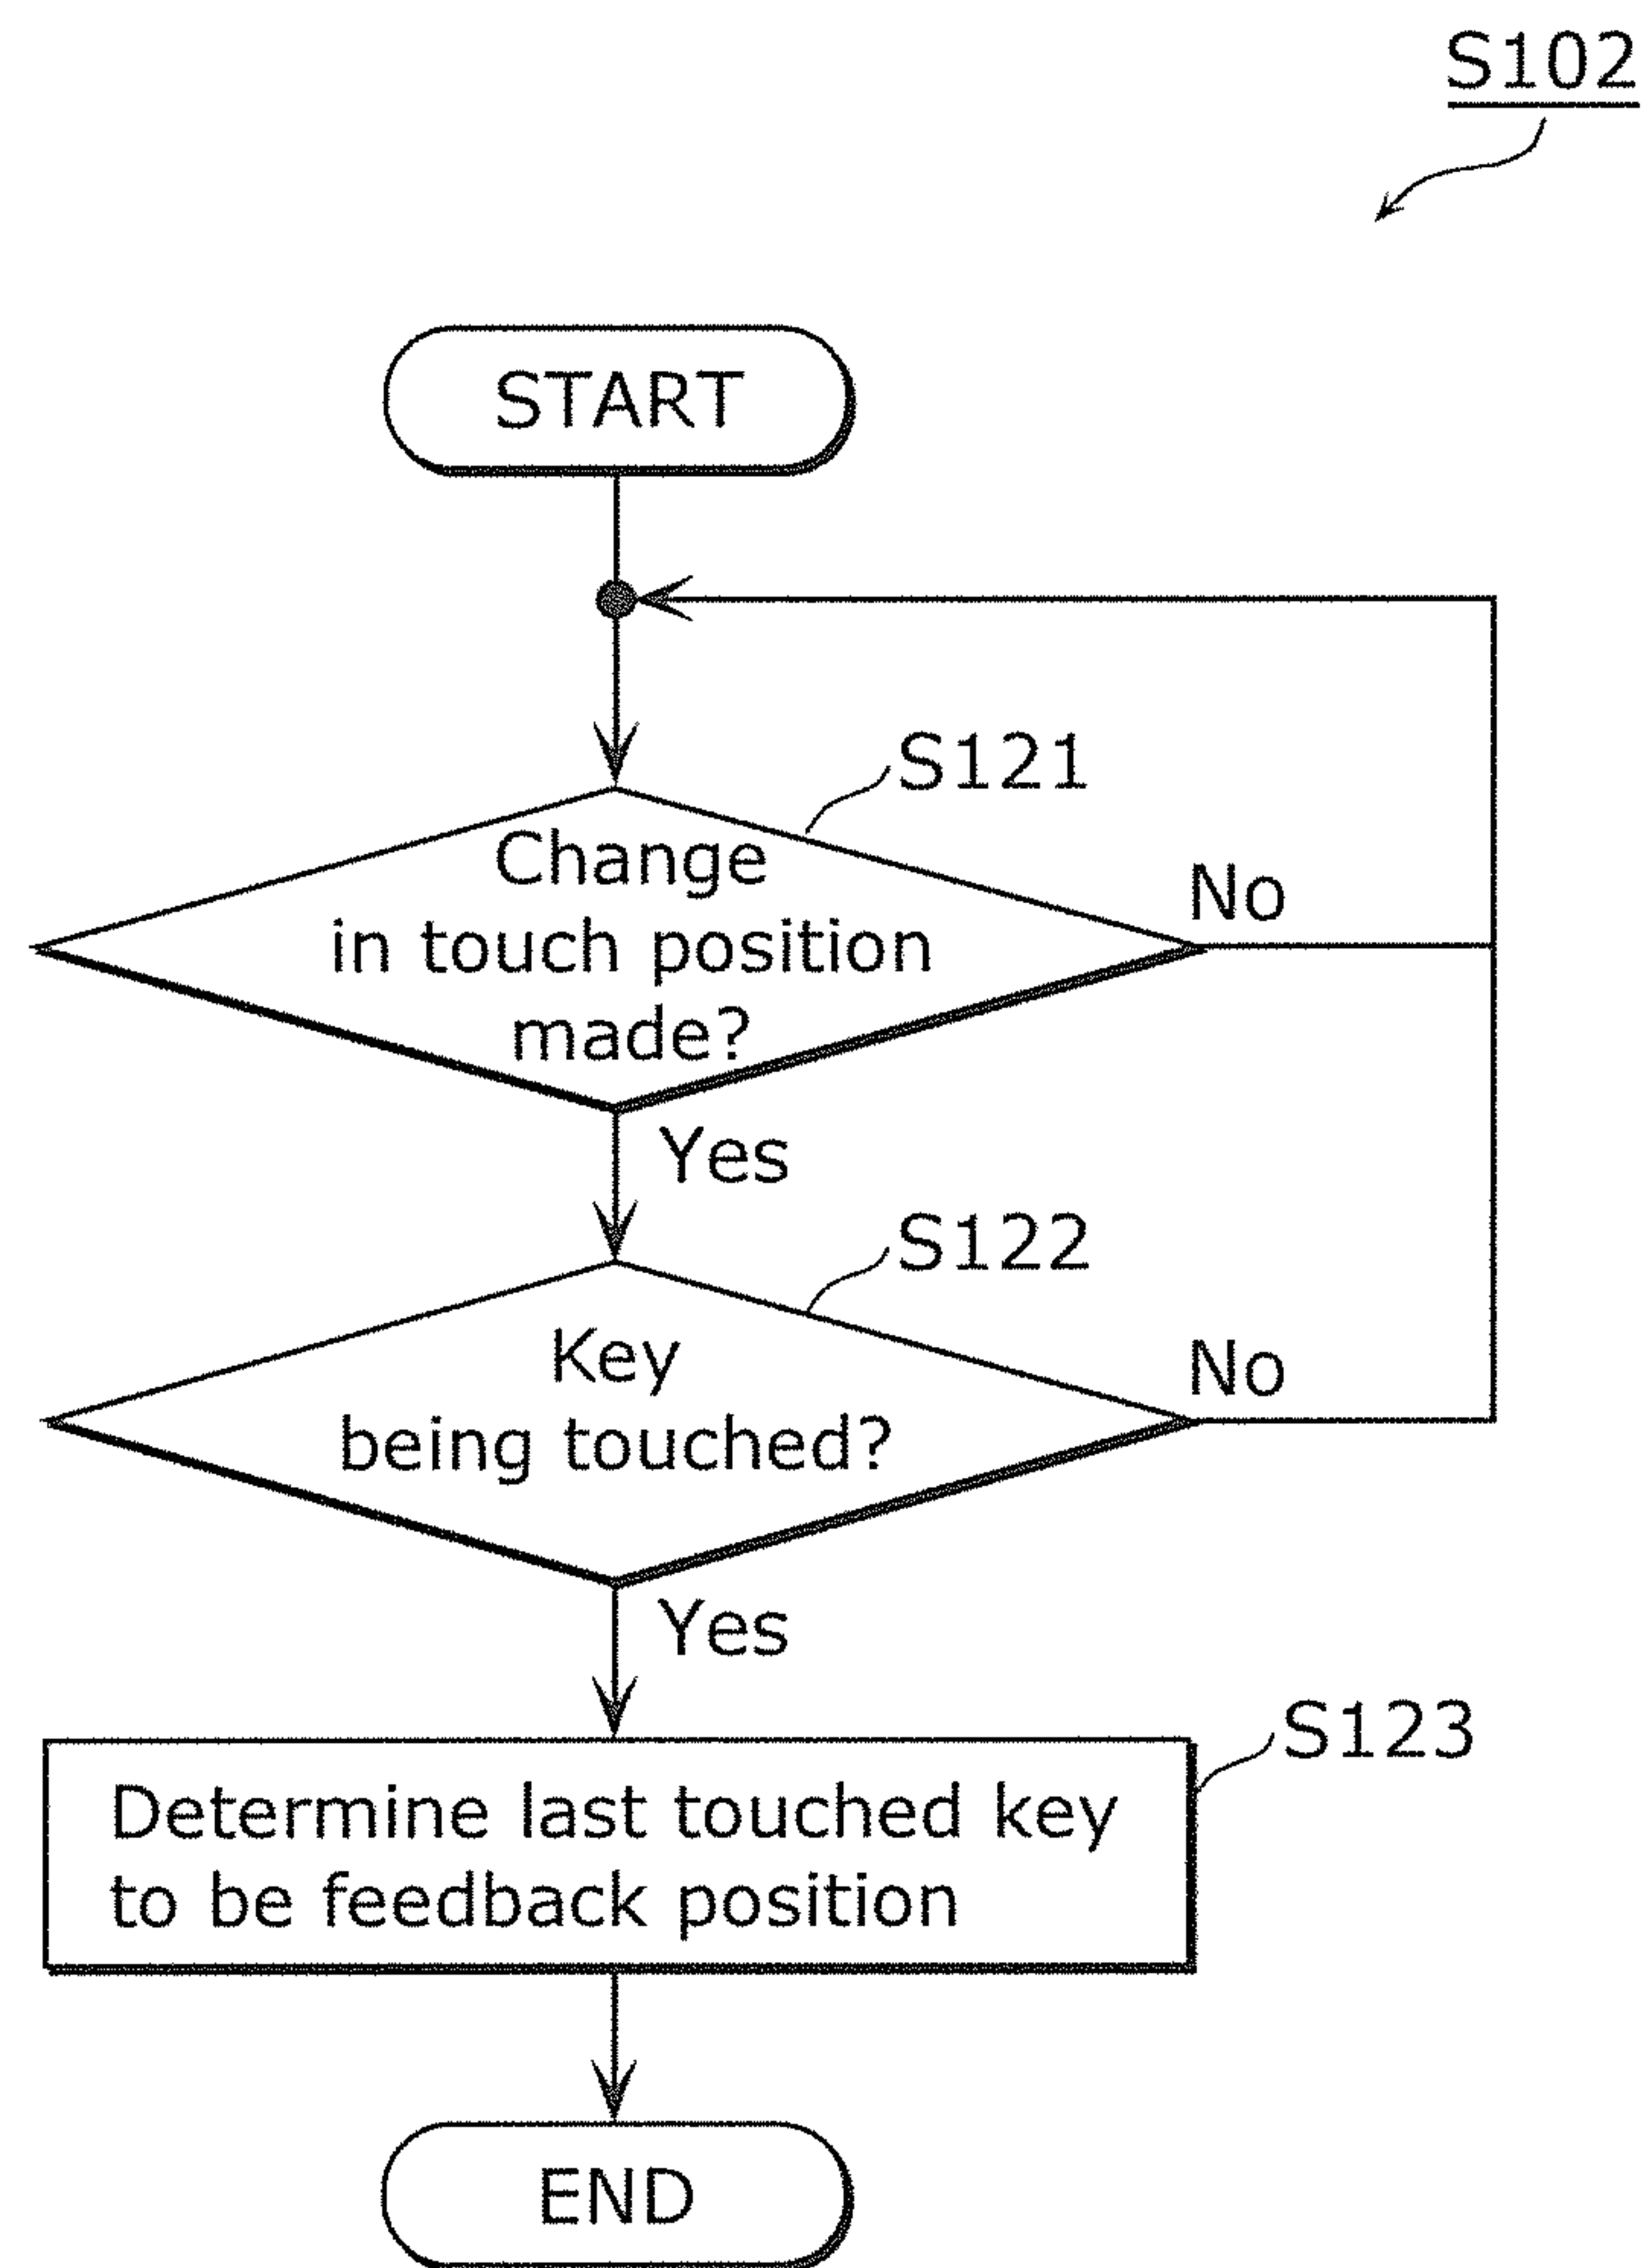 S102
START
S121
Change
in touch position
made?
No
Yes
S122
Key
being touched?
No
Yes
S123
Determine last touched key
to be feedback position
END